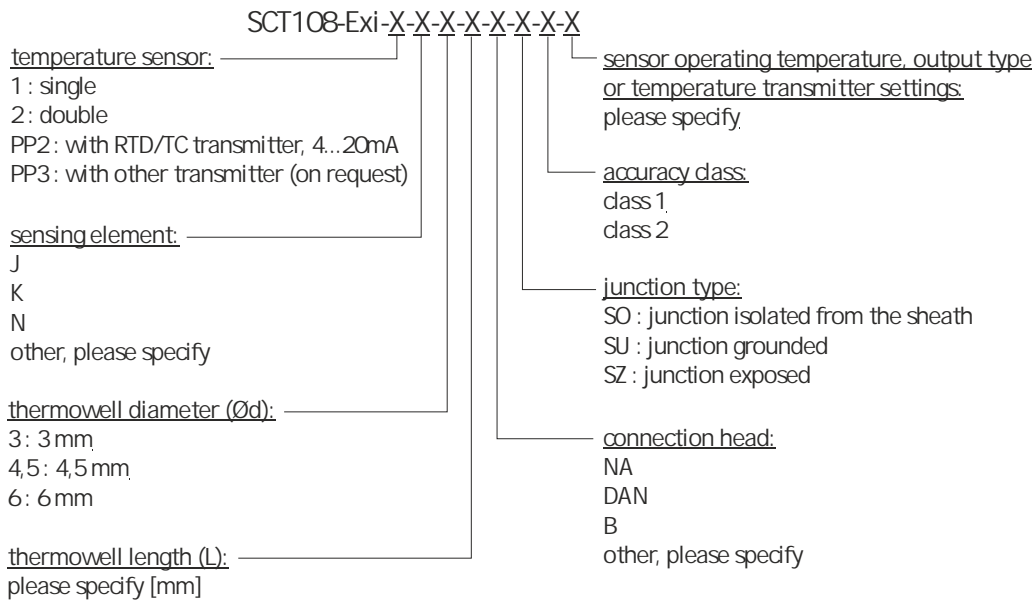 SCT108-Exi-X-X-X-X-X-X-X-X
temperature sensor:
1 : single
2 : double
PP2 : with RTD/TC transmitter, 4...20mA
PP3 : with other transmitter (on request)
sensing element:
J
K
N
other, please specify
thermowell diameter (Ød):
3 : 3 mm
4,5 : 4,5 mm
6 : 6 mm
thermowell length (L):
please specify [mm]
sensor operating temperature, output type
or temperature transmitter settings:
please specify
accuracy class:
class 1
class 2
junction type:
SO : junction isolated from the sheath
SU : junction grounded
SZ : junction exposed
connection head:
NA
DAN
B
other, please specify